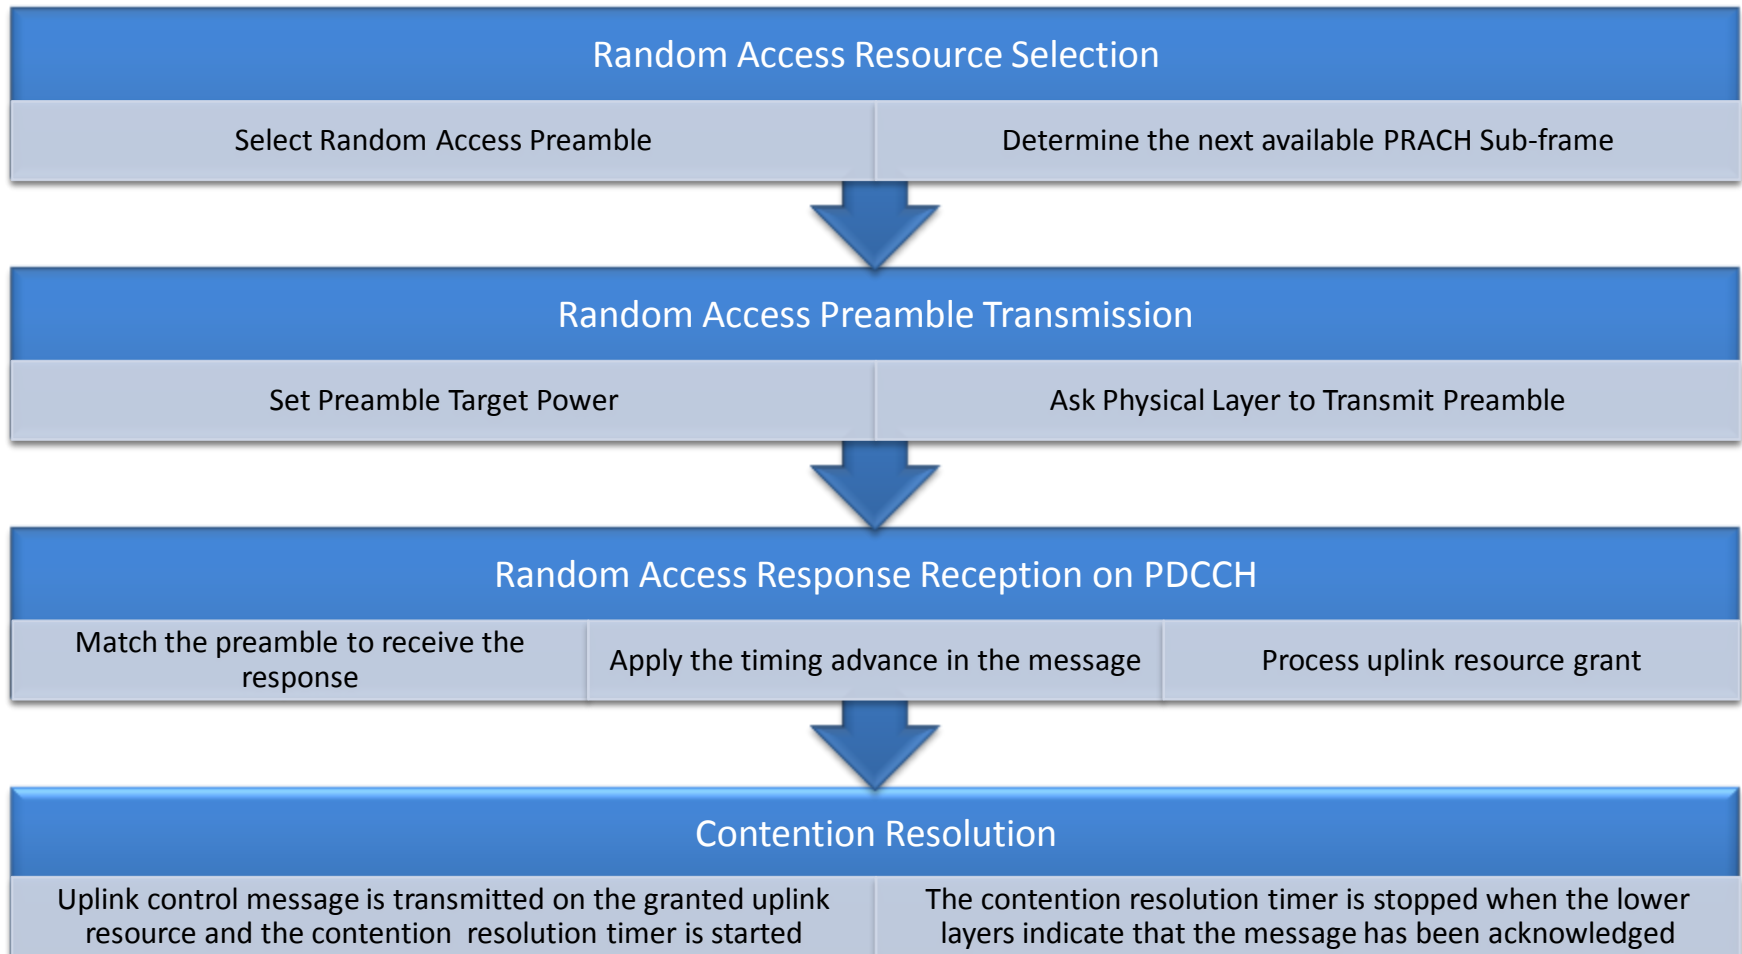 Random Access Resource Selection
Select Random Access Preamble
Determine the next available PRACH Sub-frame
Random Access Preamble Transmission
Set Preamble Target Power
Ask Physical Layer to Transmit Preamble
Random Access Response Reception on PDCCH
Match the preamble to receive the
response
Apply the timing advance in the message
Process uplink resource grant
Contention Resolution
Uplink control message is transmitted on the granted uplink
resource and the contention resolution timer is started
The contention resolution timer is stopped when the lower
layers indicate that the message has been acknowledged